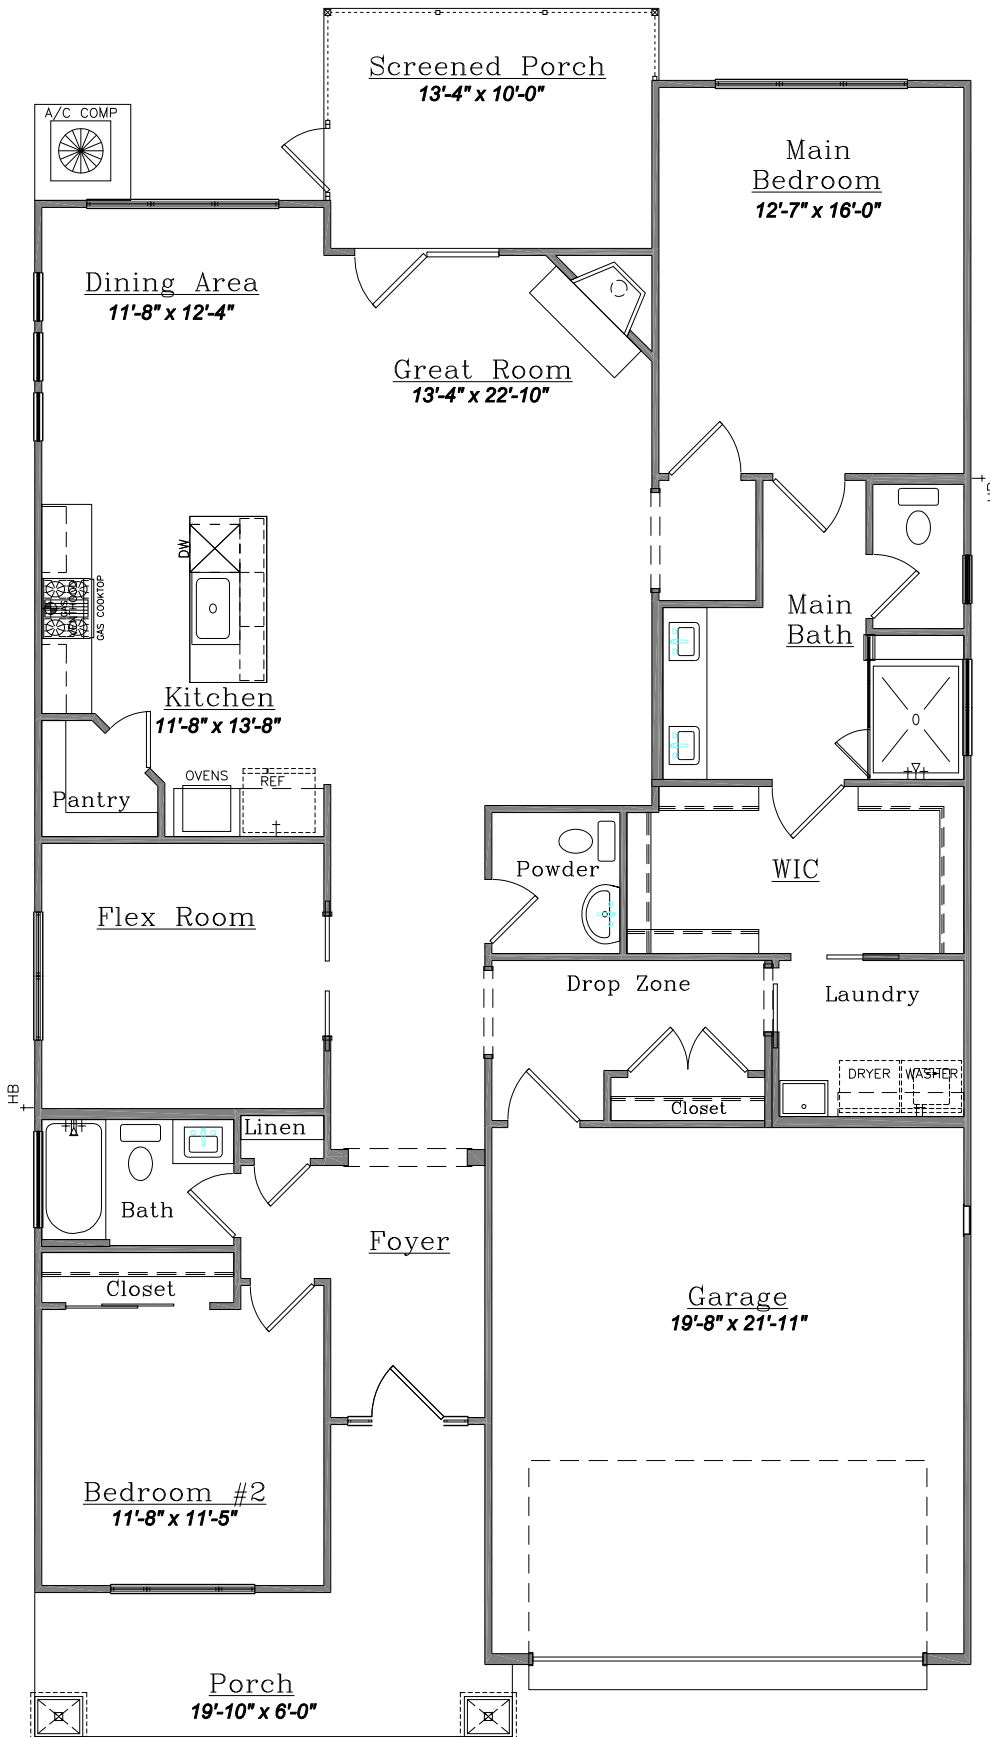 Screened Porch
13'-4" x 10'-0"
A/C COMP
Main
Bedroom
12'-7" x 16'-0"
Dining Area
11'-8" x 12'-4"
Great Room
13'-4" x 22'-10"
DW
GAS COOKTOP
Main
Bath
Kitchen
11'-8" x 13'-8"
OVENS
REF
Pantry
Powder
WIC
Flex Room
Drop Zone
Laundry
DRYER
WASHER
HB
Closet
Linen
Bath
Foyer
Closet
Garage
19'-8" x 21'-11"
Bedroom #2
11'-8" x 11'-5"
Porch
19'-10" x 6'-0"